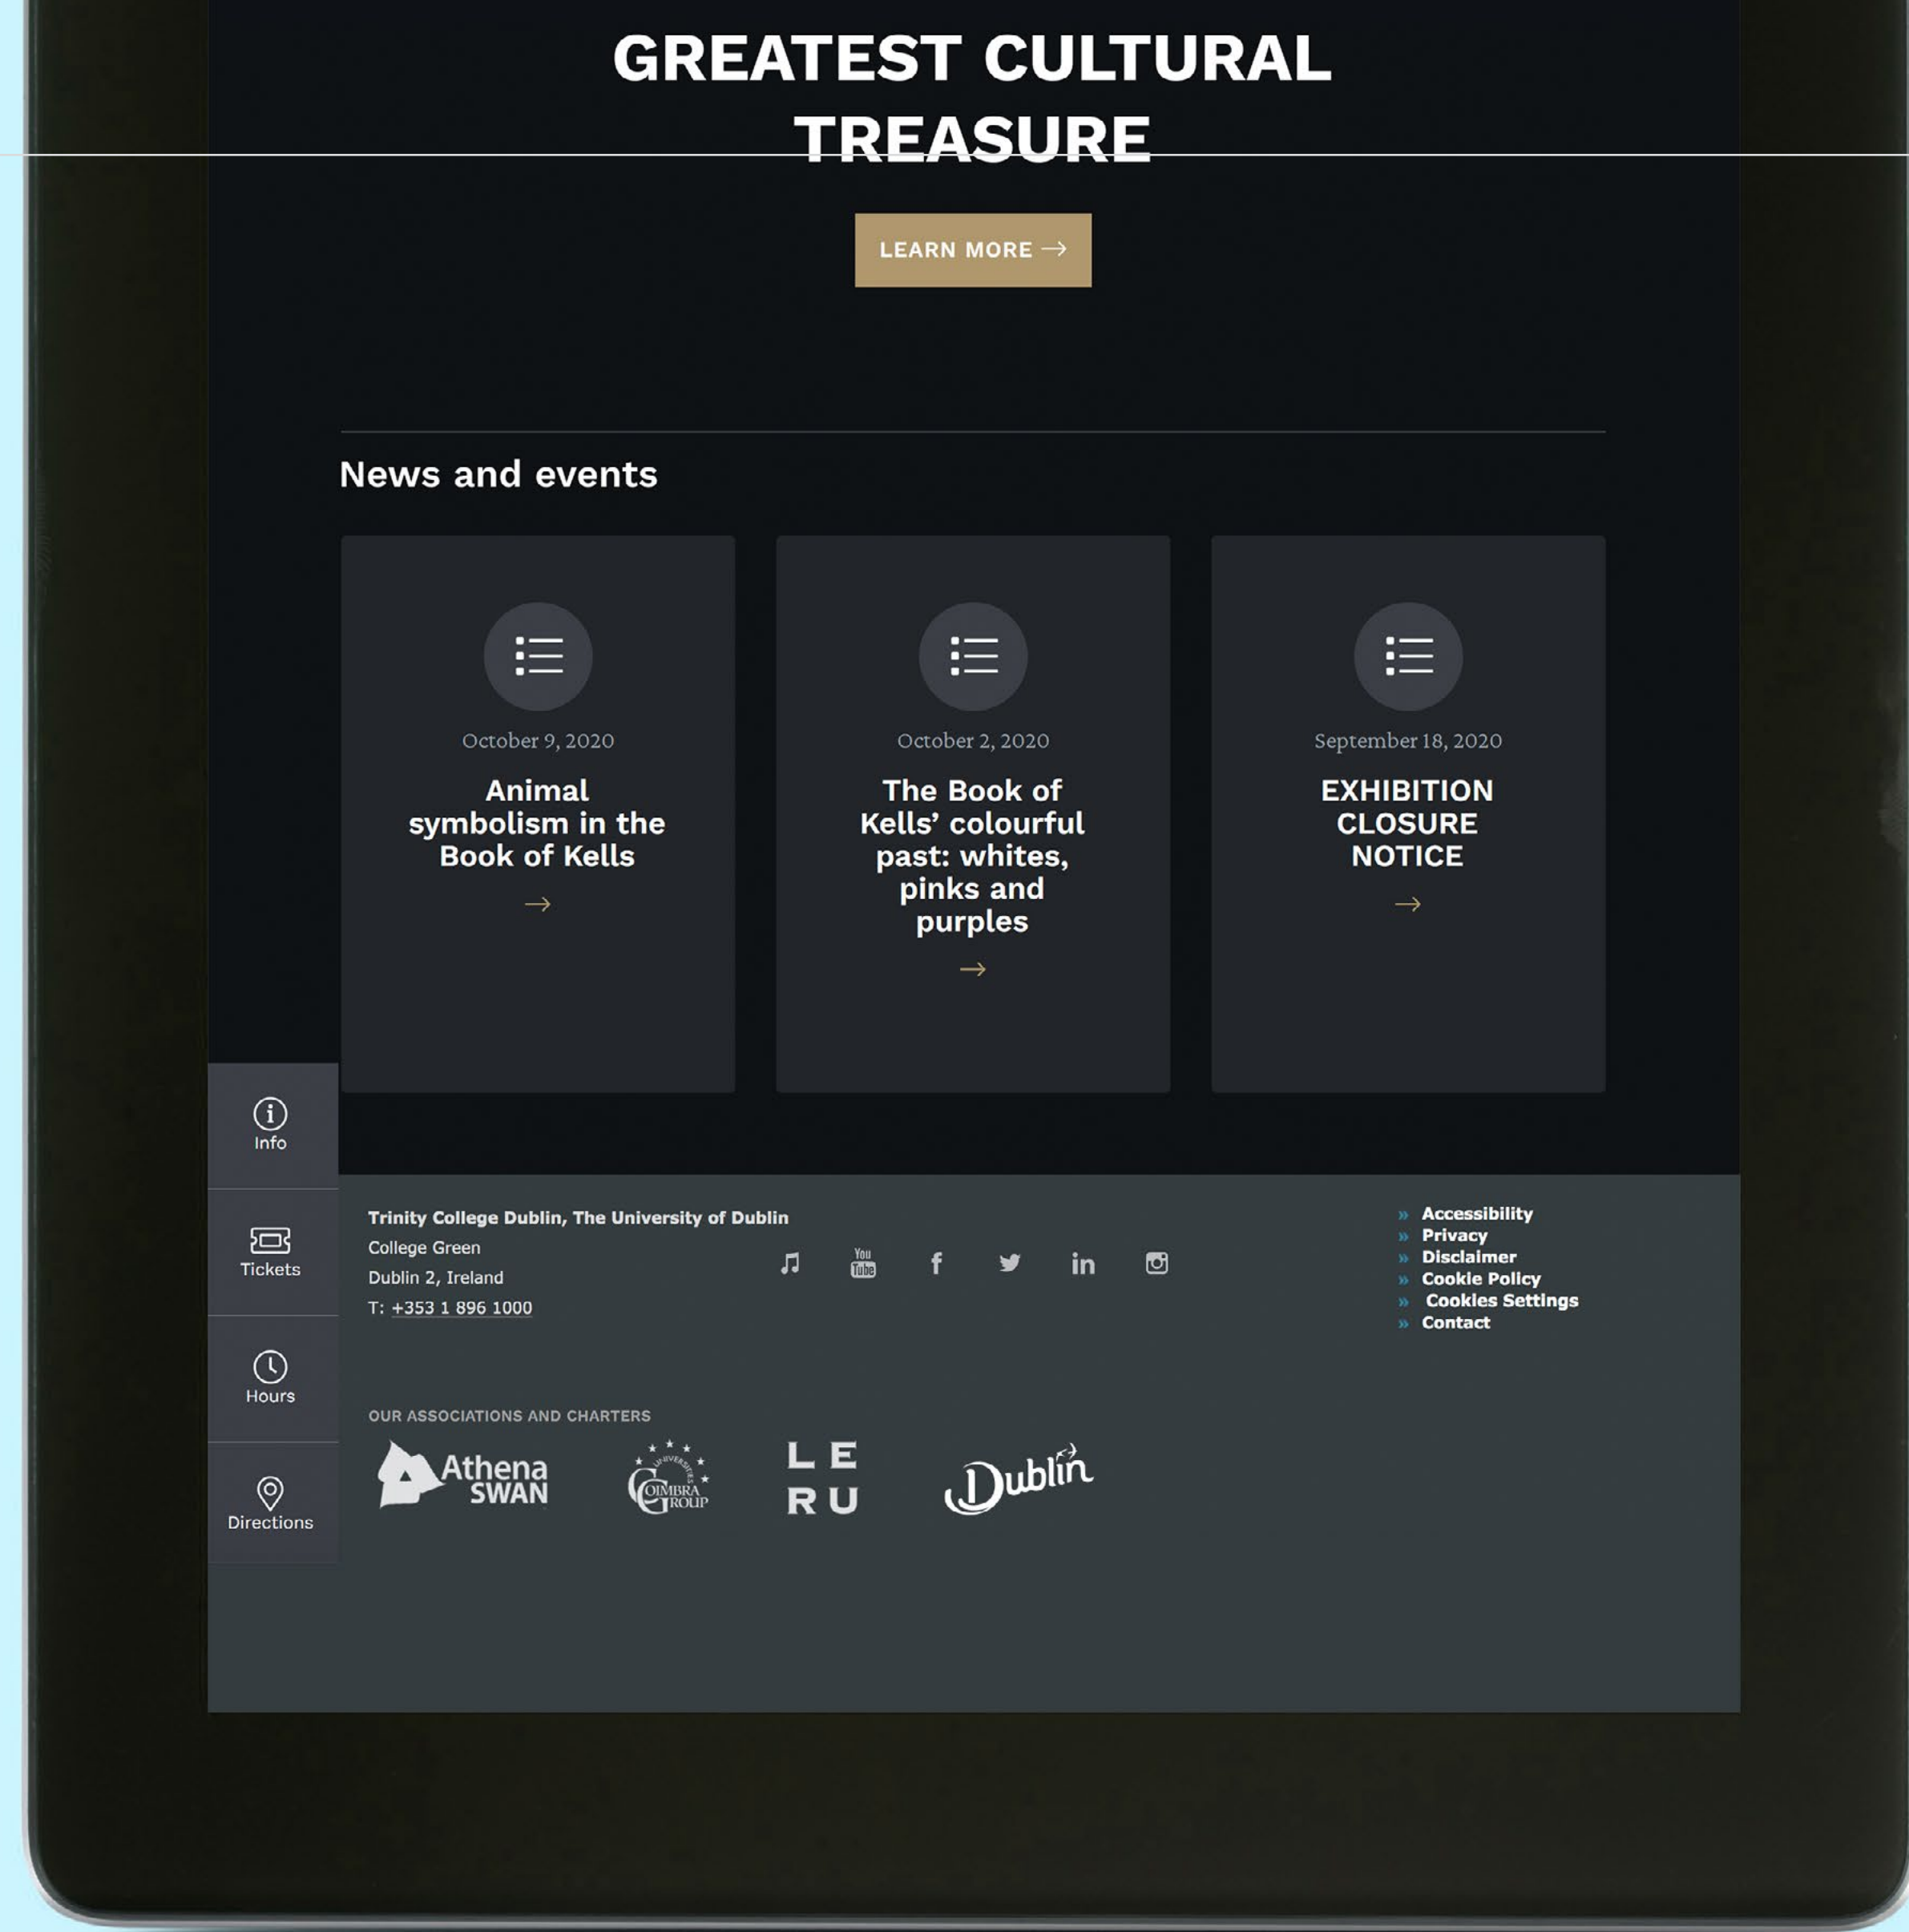 GREATEST CULTURAL
TREASURE
LEARN MORE →
News and events
October 9, 2020
Animal
symbolism in the
Book of Kells
→
October 2, 2020
The Book of
Kells’ colourful
past: whites,
pinks and
purples
→
September 18, 2020
EXHIBITION
CLOSURE
NOTICE
→
Info
Tickets
Hours
Directions
Trinity College Dublin, The University of Dublin
College Green
Dublin 2, Ireland
T: +353 1 896 1000
You
Tube
f
in
» Accessibility
» Privacy
» Disclaimer
» Cookie Policy
» Cookies Settings
» Contact
OUR ASSOCIATIONS AND CHARTERS
Athena
SWAN
UNIVERSITIES
COIMBRA
GROUP
L E
R U
Dublin